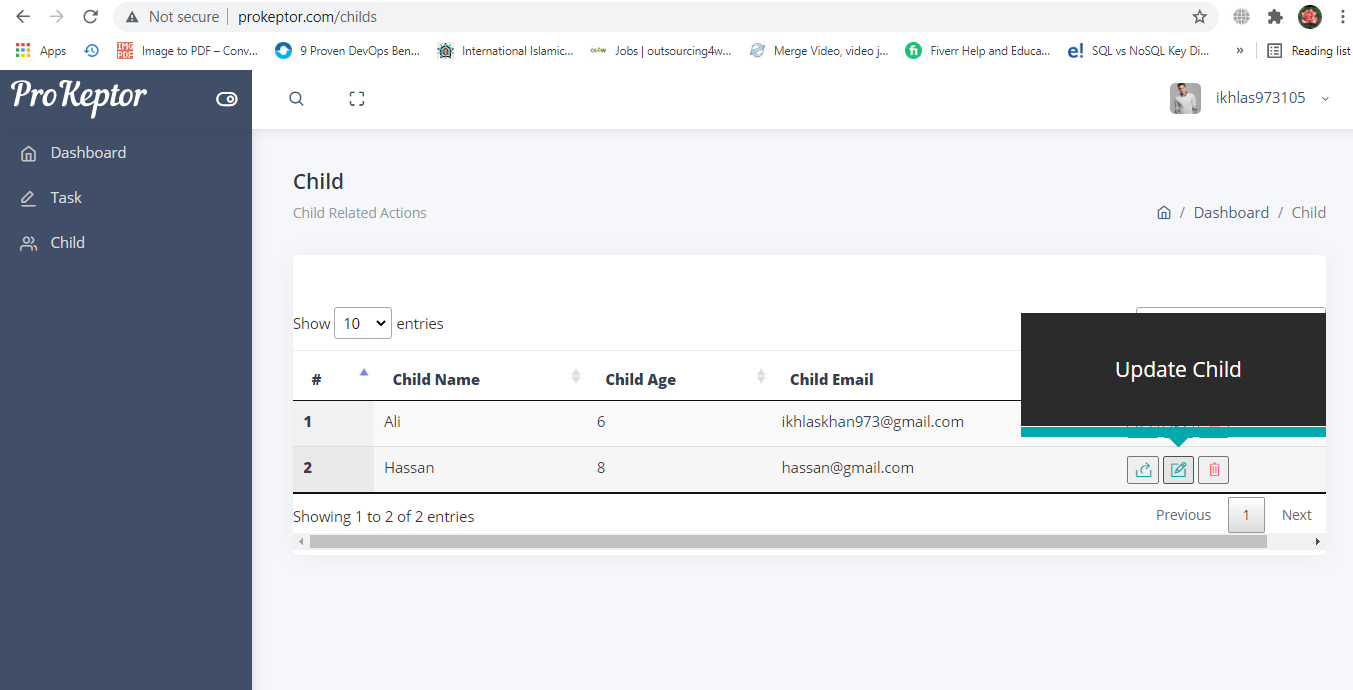 Not secure | prokeptor.com/childs
Apps
Image to PDF – Conv...
9 Proven DevOps Ben...
International Islamic...
Jobs | outsourcing4w...
Merge Video, video j...
Fiverr Help and Educa...
SQL vs NoSQL Key Di...
»
Reading list
ProKeptor
ikhlas973105
Dashboard
Task
Child
Child
Child Related Actions
/ Dashboard / Child
Show 10 entries
Update Child
# Child Name Child Age Child Email
1 Ali 6 ikhlaskhan973@gmail.com
2 Hassan 8 hassan@gmail.com
Showing 1 to 2 of 2 entries
Previous 1 Next